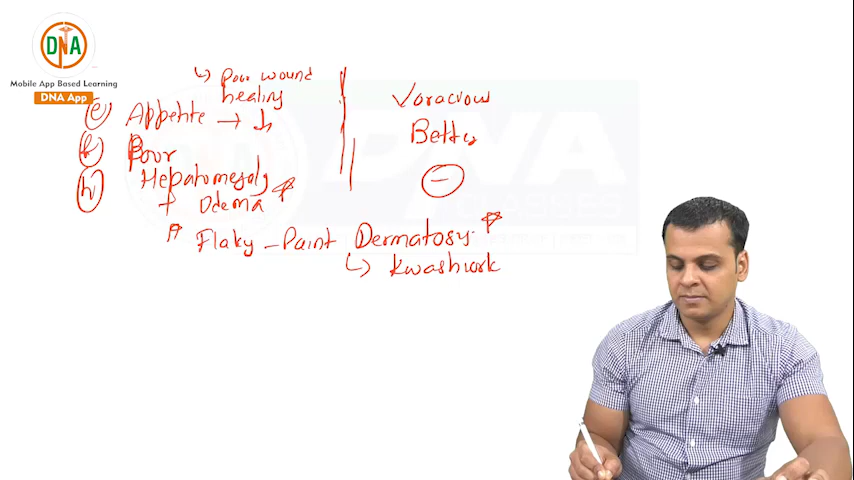 DNA
Mobile App Based Learning
DNA App
↳ Poor wound
healing
(e) Appetite → ↓
Voracious
Poor
Better
(h) Hepatomegaly
+ Odema
−
Flaky - Paint Dermatosy.
↳ Kwashiork